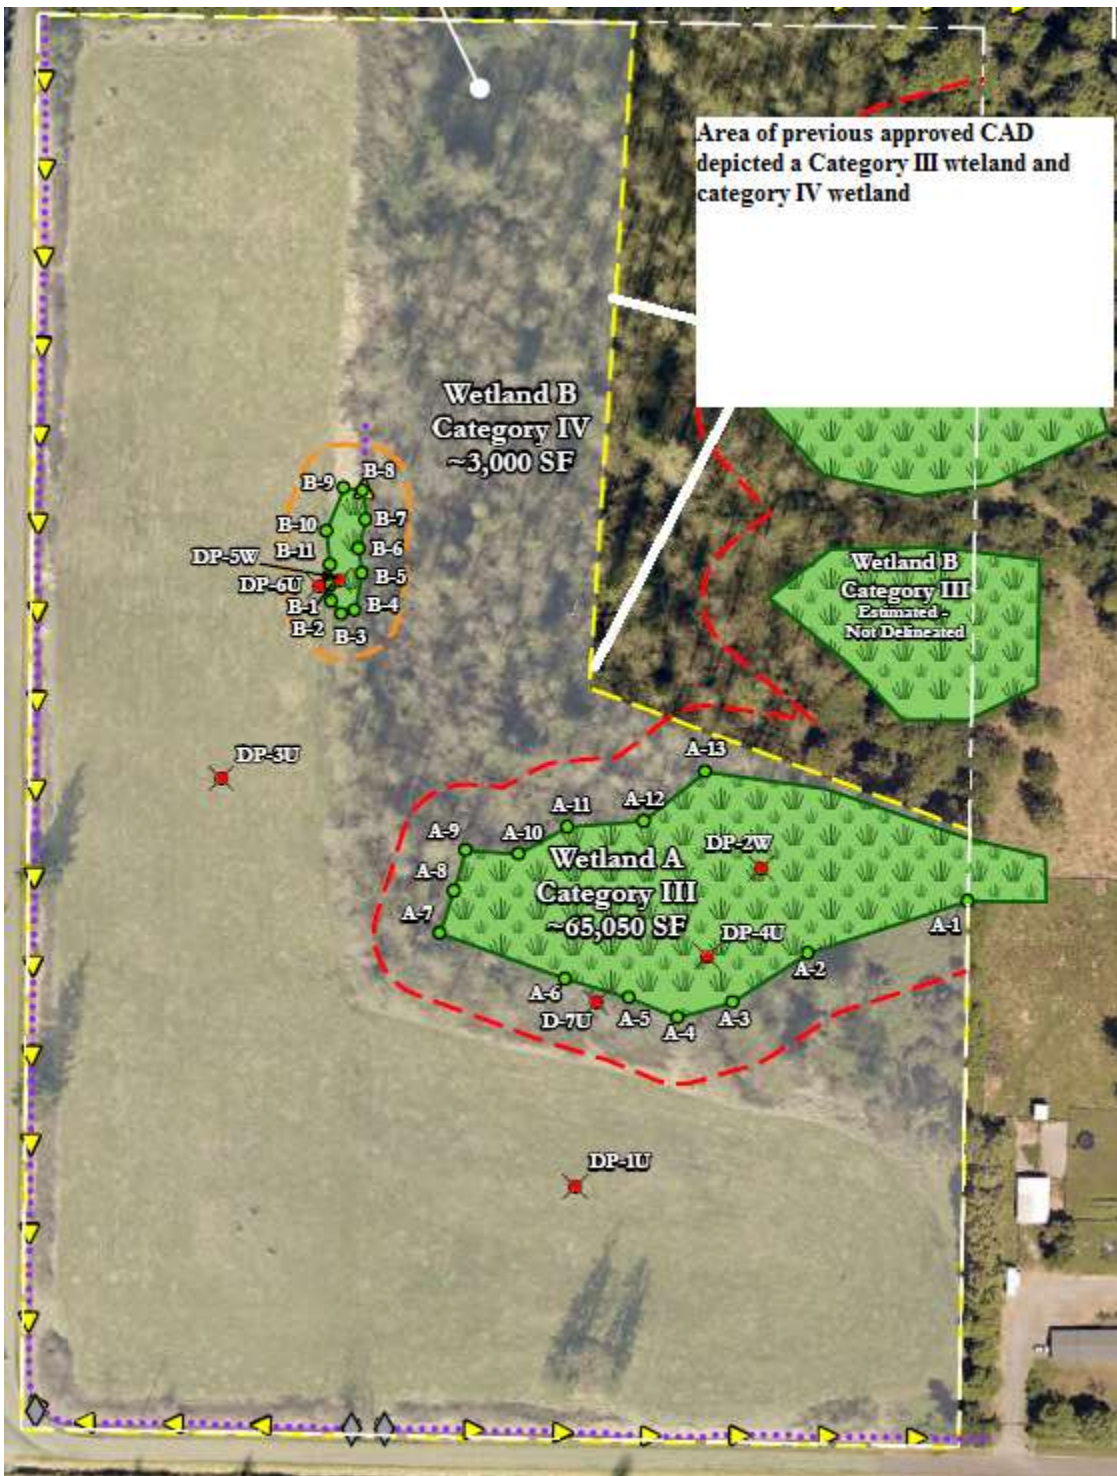 Area of previous approved CAD
depicted a Category III wteland and
category IV wetland
Wetland B
Category IV
~3,000 SF
B-8
B-9
B-7
B-10
B-6
B-11
DP-5W
B-5
DP-6U
B-1
B-4
B-2
B-3
Wetland B
Category III
Estimated -
Not Delineated
DP-3U
A-13
A-12
A-11
A-10
A-9
DP-2W
Wetland A
Category III
~65,050 SF
A-8
A-7
A-1
DP-4U
A-2
A-6
D-7U
A-5
A-4
A-3
DP-1U